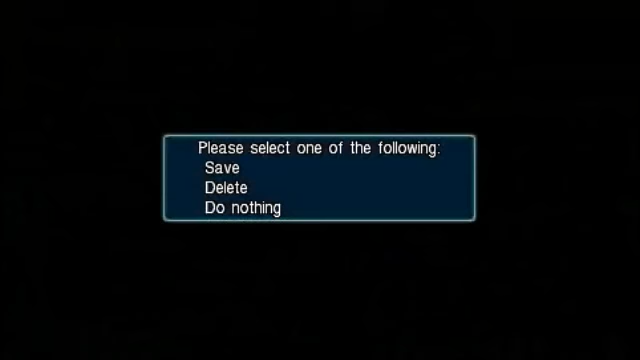 Please select one of the following:
Save
Delete
Do nothing